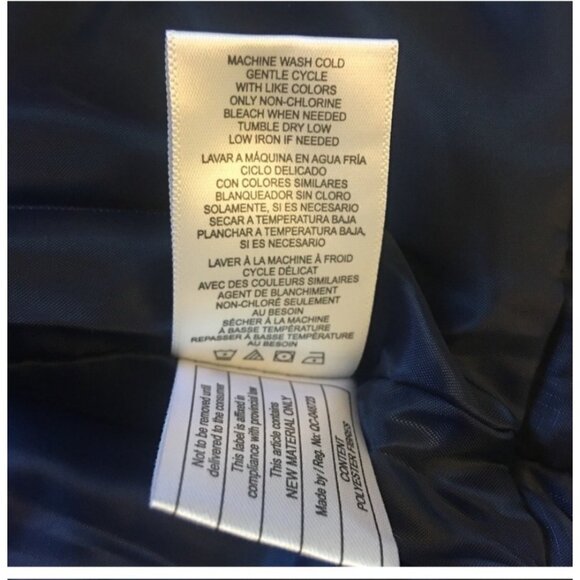 MACHINE WASH COLD
GENTLE CYCLE
WITH LIKE COLORS
ONLY NON-CHLORINE
BLEACH WHEN NEEDED
TUMBLE DRY LOW
LOW IRON IF NEEDED
LAVAR A MÁQUINA EN AGUA FRÍA
CICLO DELICADO
CON COLORES SIMILARES
BLANQUEADOR SIN CLORO
SOLAMENTE, SI ES NECESARIO
SECAR A TEMPERATURA BAJA
PLANCHAR A TEMPERATURA BAJA,
SI ES NECESARIO
LAVER À LA MACHINE À FROID
CYCLE DÉLICAT
AVEC DES COULEURS SIMILAIRES
AGENT DE BLANCHIMENT
NON-CHLORÉ SEULEMENT
AU BESOIN
SÉCHER À LA MACHINE
À BASSE TEMPÉRATURE
REPASSER À BASSE TEMPÉRATURE
AU BESOIN
Not to be removed until
delivered to the consumer
This label is affixed in
compliance with provincial law
This article contains
NEW MATERIAL ONLY
Made by / Reg. No:
CONTENT
POLYESTER FIBRES